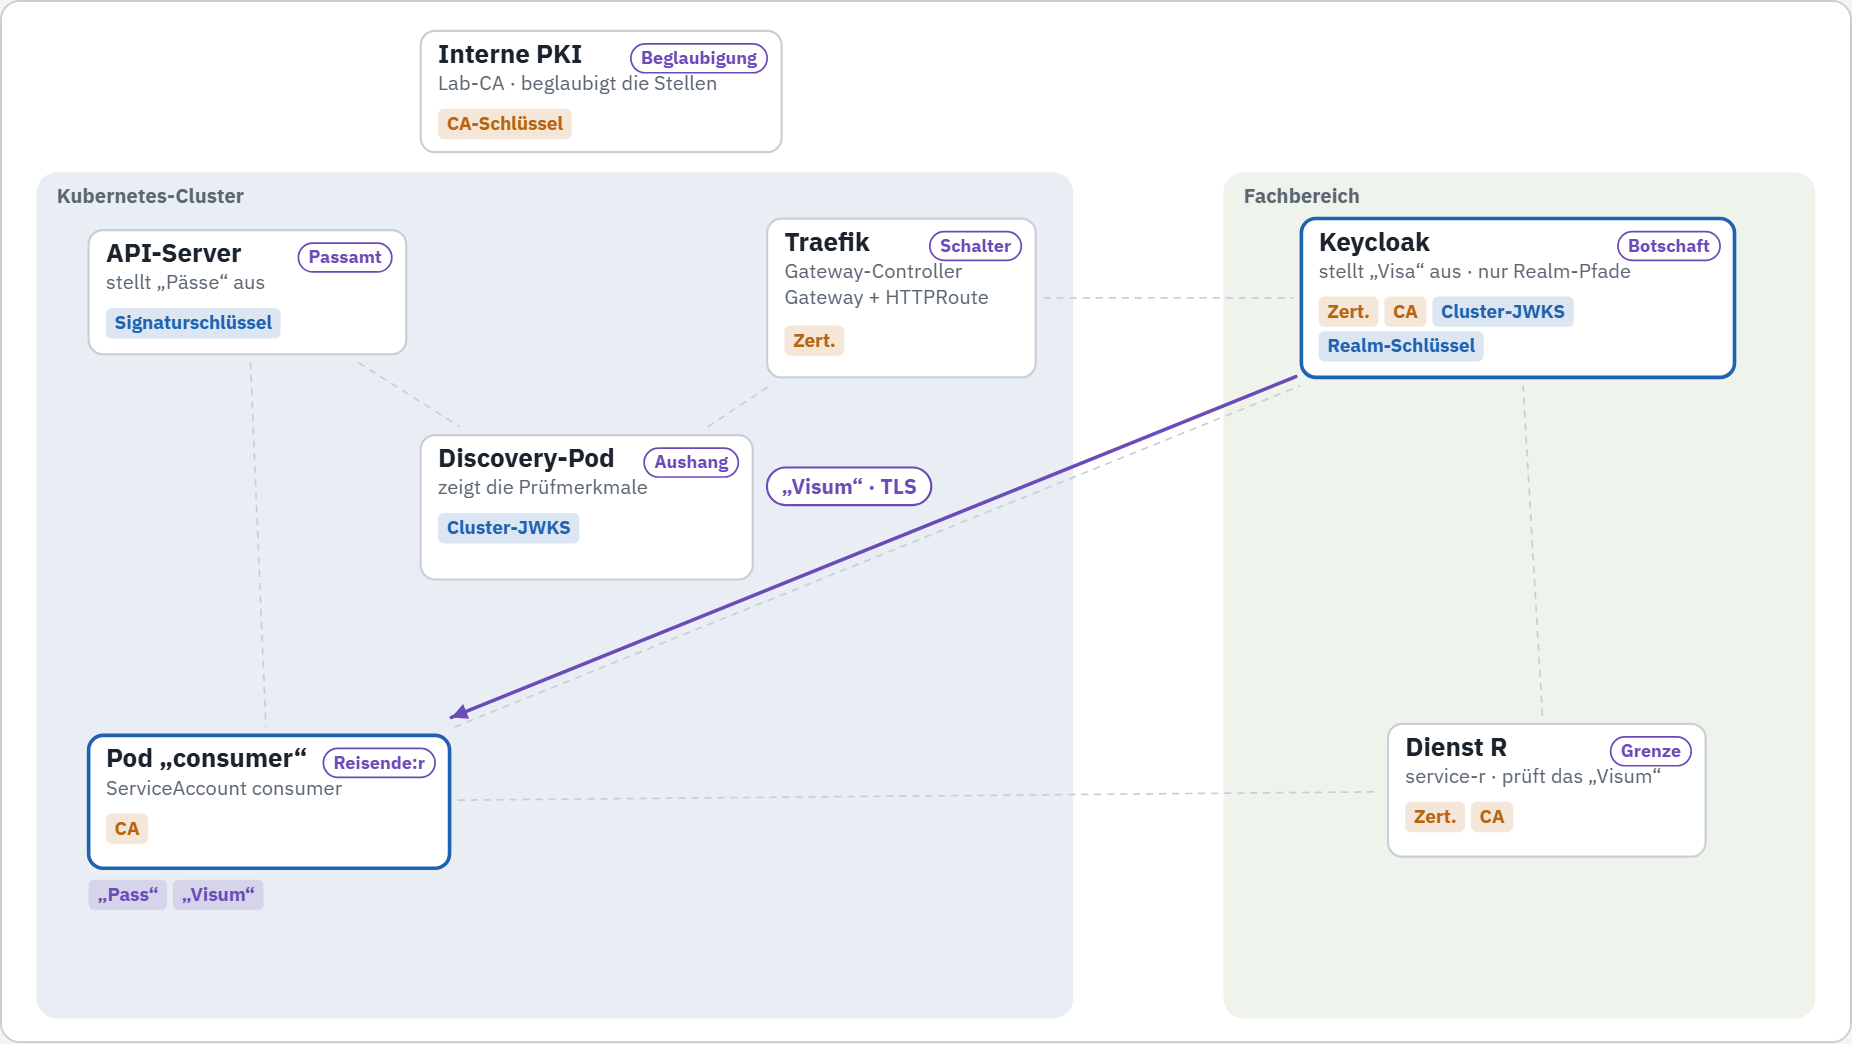 Interne PKI
Beglaubigung
Lab-CA · beglaubigt die Stellen
CA-Schlüssel
Kubernetes-Cluster
API-Server
Passamt
stellt „Pässe“ aus
Signaturschlüssel
Traefik
Schalter
Gateway-Controller
Gateway + HTTPRoute
Zert.
Discovery-Pod
Aushang
zeigt die Prüfmerkmale
Cluster-JWKS
„Visum“ · TLS
Pod „consumer“
Reisende:r
ServiceAccount consumer
CA
„Pass“ „Visum“
Fachbereich
Keycloak
Botschaft
stellt „Visa“ aus · nur Realm-Pfade
Zert. CA Cluster-JWKS
Realm-Schlüssel
Dienst R
Grenze
service-r · prüft das „Visum“
Zert. CA